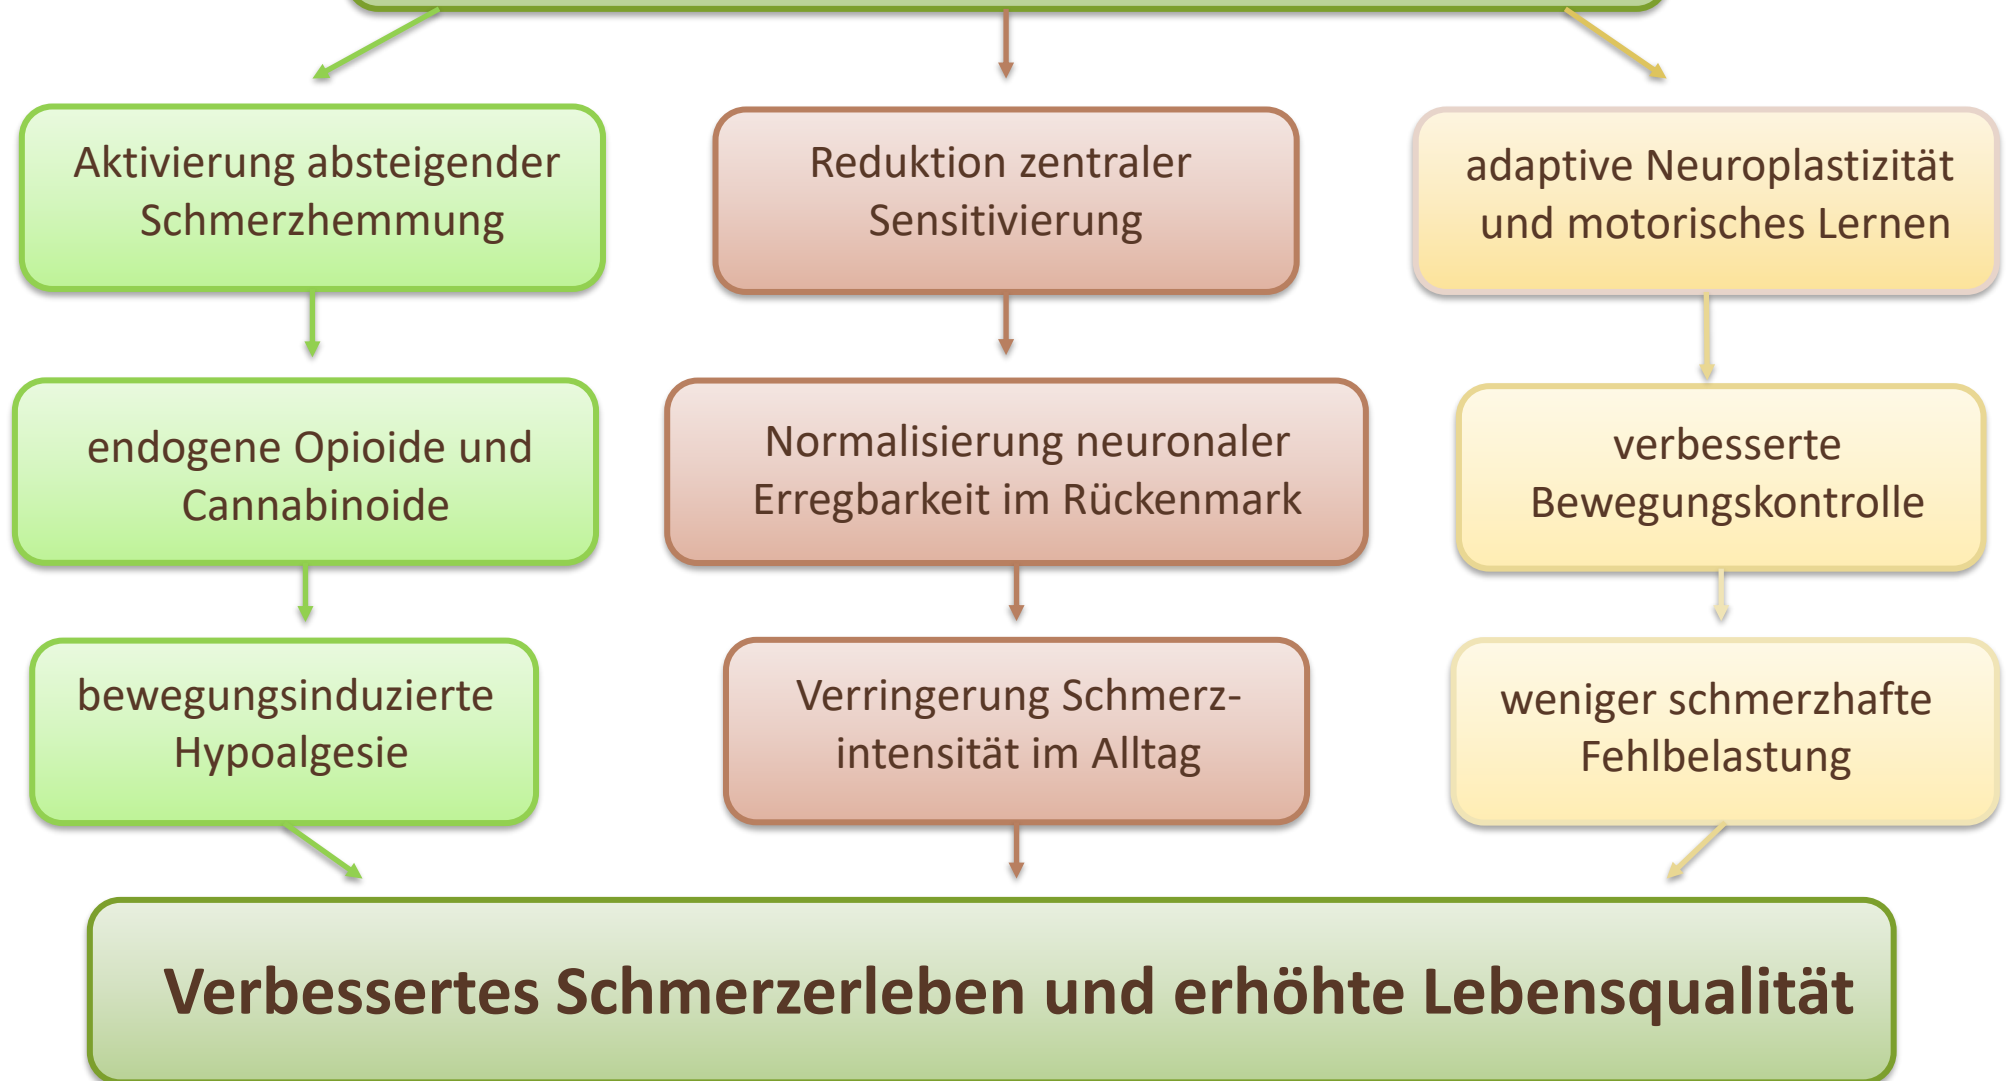 Aktivierung absteigender
Schmerzhemmung
Reduktion zentraler
Sensitivierung
adaptive Neuroplastizität
und motorisches Lernen
endogene Opioide und
Cannabinoide
Normalisierung neuronaler
Erregbarkeit im Rückenmark
verbesserte
Bewegungskontrolle
bewegungsinduzierte
Hypoalgesie
Verringerung Schmerz-
intensität im Alltag
weniger schmerzhafte
Fehlbelastung
Verbessertes Schmerzerleben und erhöhte Lebensqualität